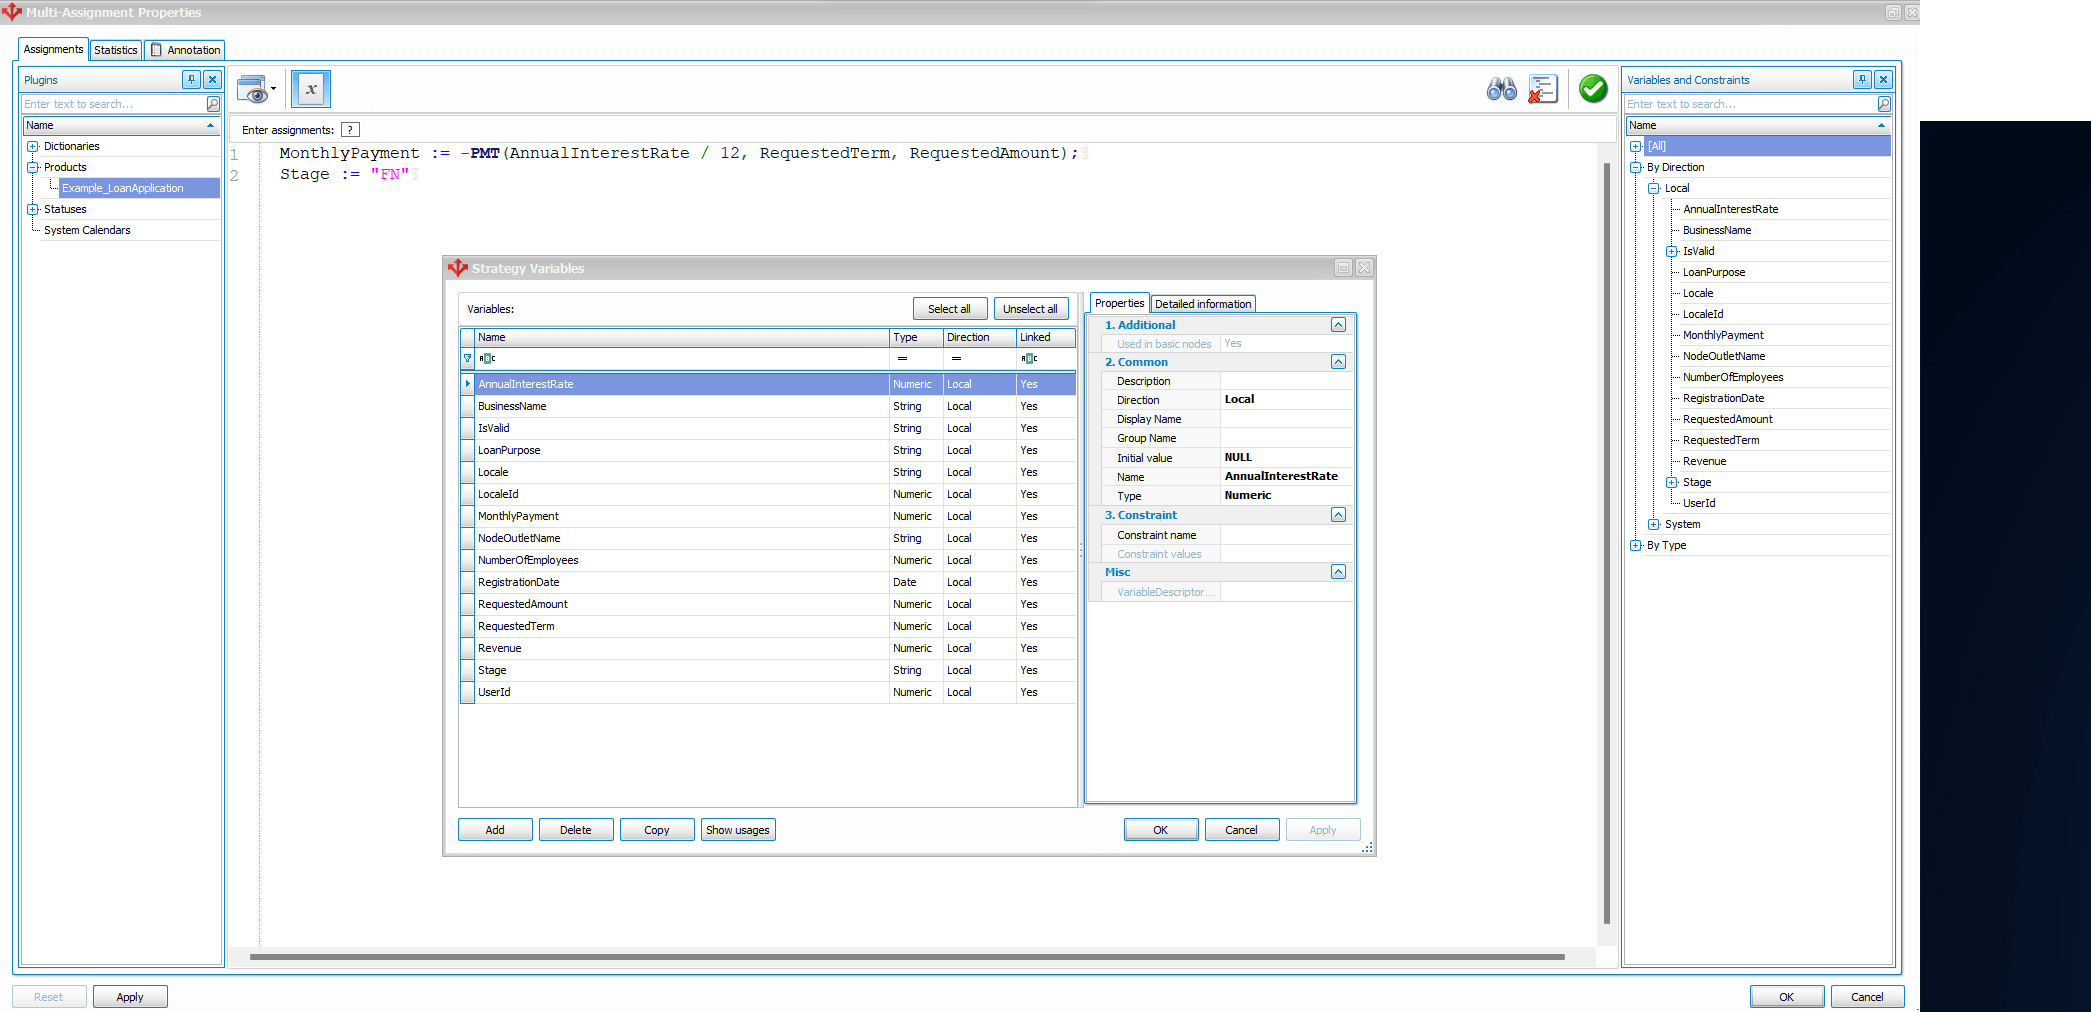 Multi-Assignment Properties
Assignments
Statistics
Annotation
Plugins
Enter text to search...
Name
Dictionaries
Products
Example_LoanApplication
Statuses
System Calendars
x
Enter assignments: ?
1 MonthlyPayment := -PMT(AnnualInterestRate / 12, RequestedTerm, RequestedAmount);¶
2 Stage := "FN"¶
Strategy Variables
Variables:
Select all
Unselect all
Name Type Direction Linked
ABC = = ABC
AnnualInterestRate Numeric Local Yes
BusinessName String Local Yes
IsValid String Local Yes
LoanPurpose String Local Yes
Locale String Local Yes
LocaleId Numeric Local Yes
MonthlyPayment Numeric Local Yes
NodeOutletName String Local Yes
NumberOfEmployees Numeric Local Yes
RegistrationDate Date Local Yes
RequestedAmount Numeric Local Yes
RequestedTerm Numeric Local Yes
Revenue Numeric Local Yes
Stage String Local Yes
UserId Numeric Local Yes
Add
Delete
Copy
Show usages
Properties
Detailed information
1. Additional
Used in basic nodes Yes
2. Common
Description
Direction Local
Display Name
Group Name
Initial value NULL
Name AnnualInterestRate
Type Numeric
3. Constraint
Constraint name
Constraint values
Misc
VariableDescriptor...
OK
Cancel
Apply
Variables and Constraints
Enter text to search...
Name
[All]
By Direction
Local
AnnualInterestRate
BusinessName
IsValid
LoanPurpose
Locale
LocaleId
MonthlyPayment
NodeOutletName
NumberOfEmployees
RegistrationDate
RequestedAmount
RequestedTerm
Revenue
Stage
UserId
System
By Type
Reset
Apply
OK
Cancel